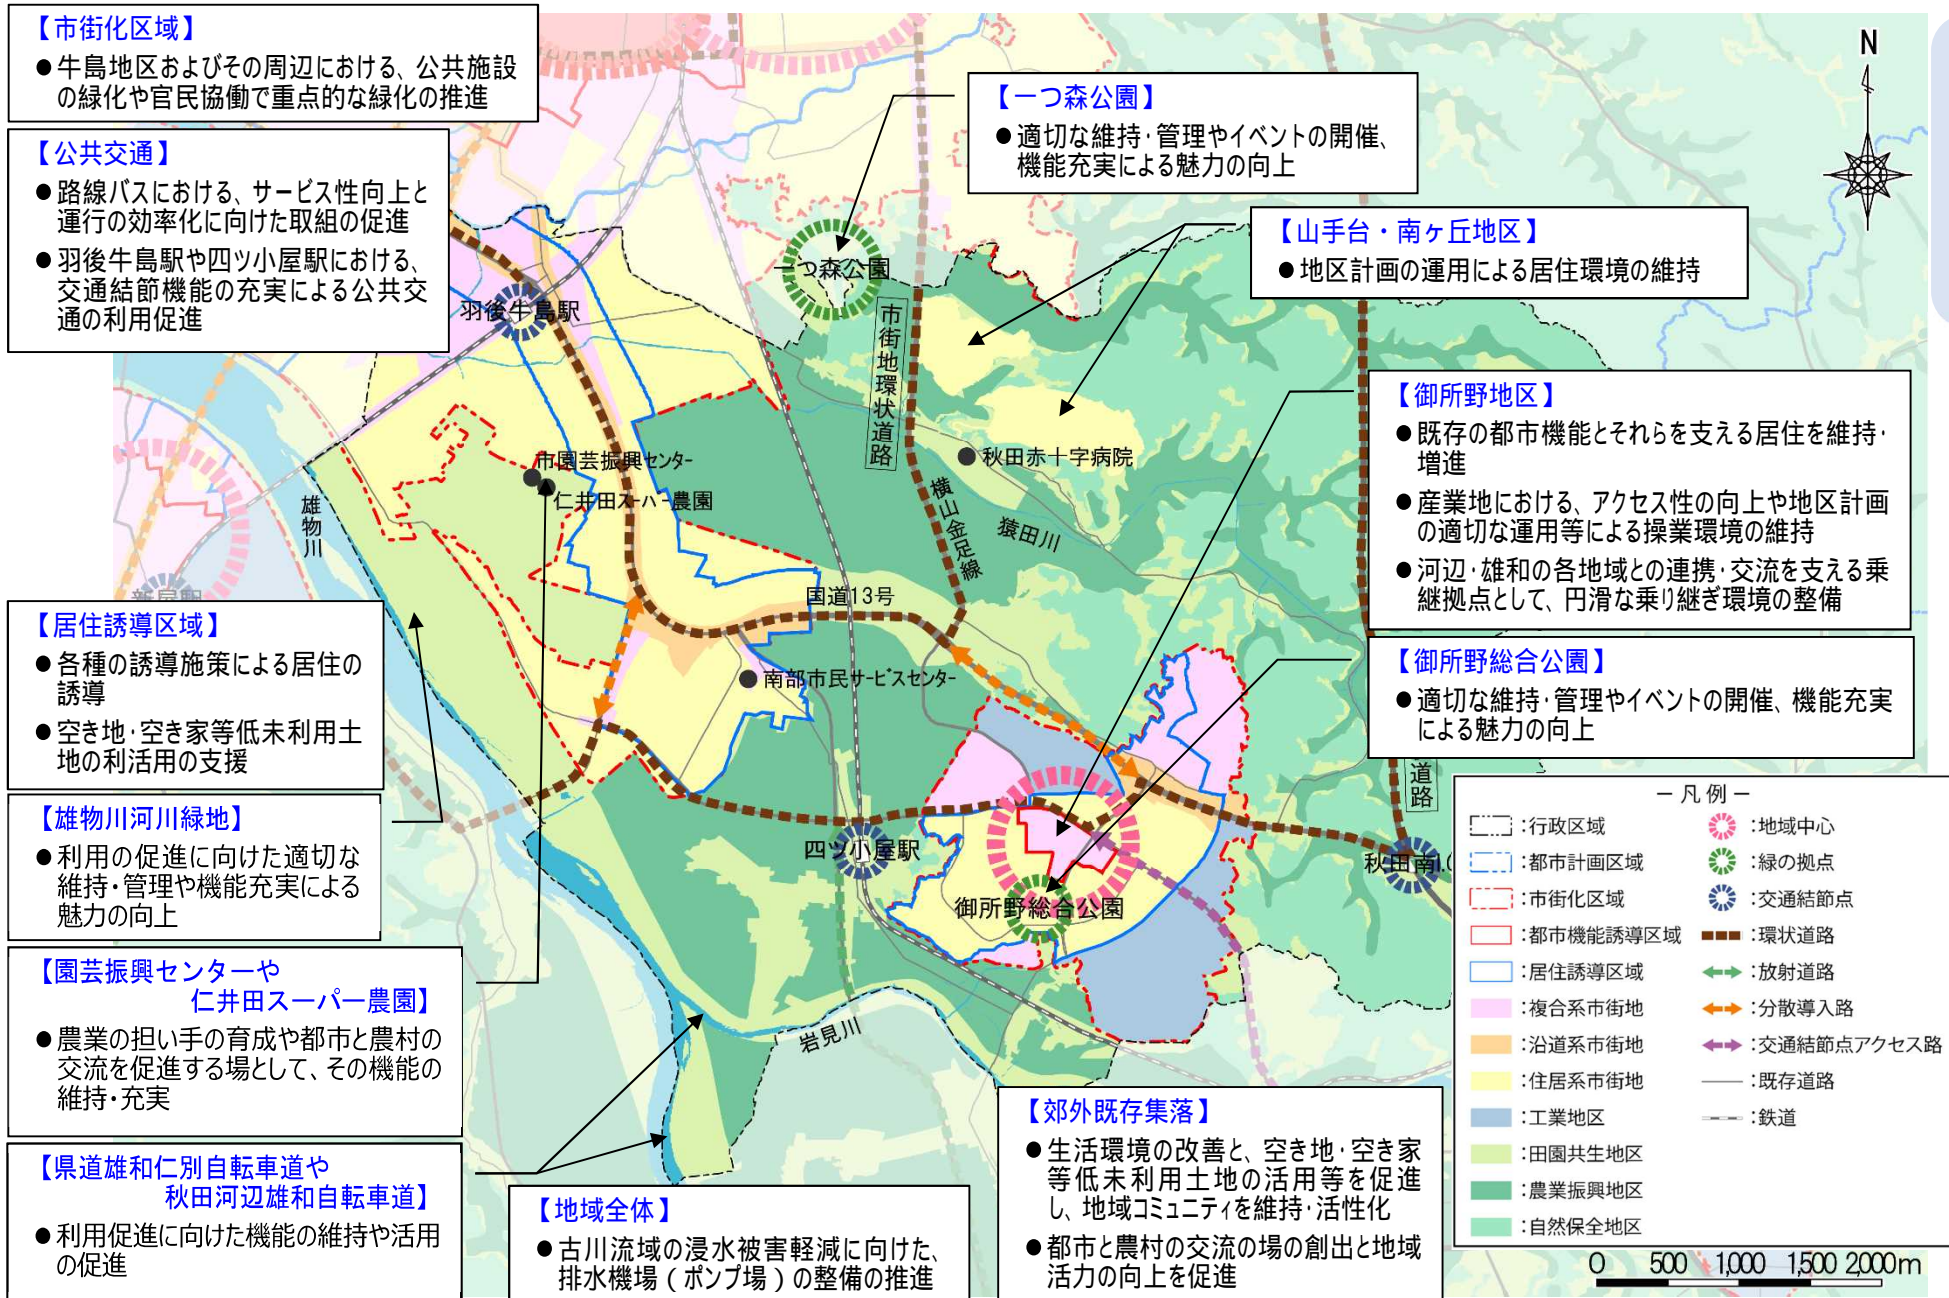 【市街化区域】
●牛島地区およびその周辺における、公共施設
の緑化や官民協働で重点的な緑化の推進
【公共交通】
●路線バスにおける、サービス性向上と
運行の効率化に向けた取組の促進
●羽後牛島駅や四ツ小屋駅における、
交通結節機能の充実による公共交
通の利用促進
【一つ森公園】
●適切な維持・管理やイベントの開催、
機能充実による魅力の向上
【山手台・南ヶ丘地区】
●地区計画の運用による居住環境の維持
【御所野地区】
●既存の都市機能とそれらを支える居住を維持・
増進
●産業地における、アクセス性の向上や地区計画
の適切な運用等による操業環境の維持
●河辺・雄和の各地域との連携・交流を支える乗
継拠点として、円滑な乗り継ぎ環境の整備
【御所野総合公園】
●適切な維持・管理やイベントの開催、機能充実
による魅力の向上
【居住誘導区域】
●各種の誘導施策による居住の
誘導
●空き地・空き家等低未利用土
地の利活用の支援
【雄物川河川緑地】
●利用の促進に向けた適切な
維持・管理や機能充実による
魅力の向上
【園芸振興センターや
仁井田スーパー農園】
●農業の担い手の育成や都市と農村の
交流を促進する場として、その機能の
維持・充実
【県道雄和仁別自転車道や
秋田河辺雄和自転車道】
●利用促進に向けた機能の維持や活用
の促進
【地域全体】
●古川流域の浸水被害軽減に向けた、
排水機場（ポンプ場）の整備の推進
【郊外既存集落】
●生活環境の改善と、空き地・空き家
等低未利用土地の活用等を促進
し、地域コミュニティを維持・活性化
●都市と農村の交流の場の創出と地域
活力の向上を促進
N
一つ森公園
羽後牛島駅
市街地環状道路
秋田赤十字病院
市園芸振興センター
仁井田スーパー農園
雄物川
横山金足線
猿田川
新屋駅
国道13号
南部市民サービスセンター
四ツ小屋駅
御所野総合公園
秋田南I.C
道路
岩見川
－凡例－
:行政区域
:都市計画区域
:市街化区域
:都市機能誘導区域
:居住誘導区域
:複合系市街地
:沿道系市街地
:住居系市街地
:工業地区
:田園共生地区
:農業振興地区
:自然保全地区
:地域中心
:緑の拠点
:交通結節点
:環状道路
:放射道路
:分散導入路
:交通結節点アクセス路
:既存道路
:鉄道
0 500 1,000 1,500 2,000m